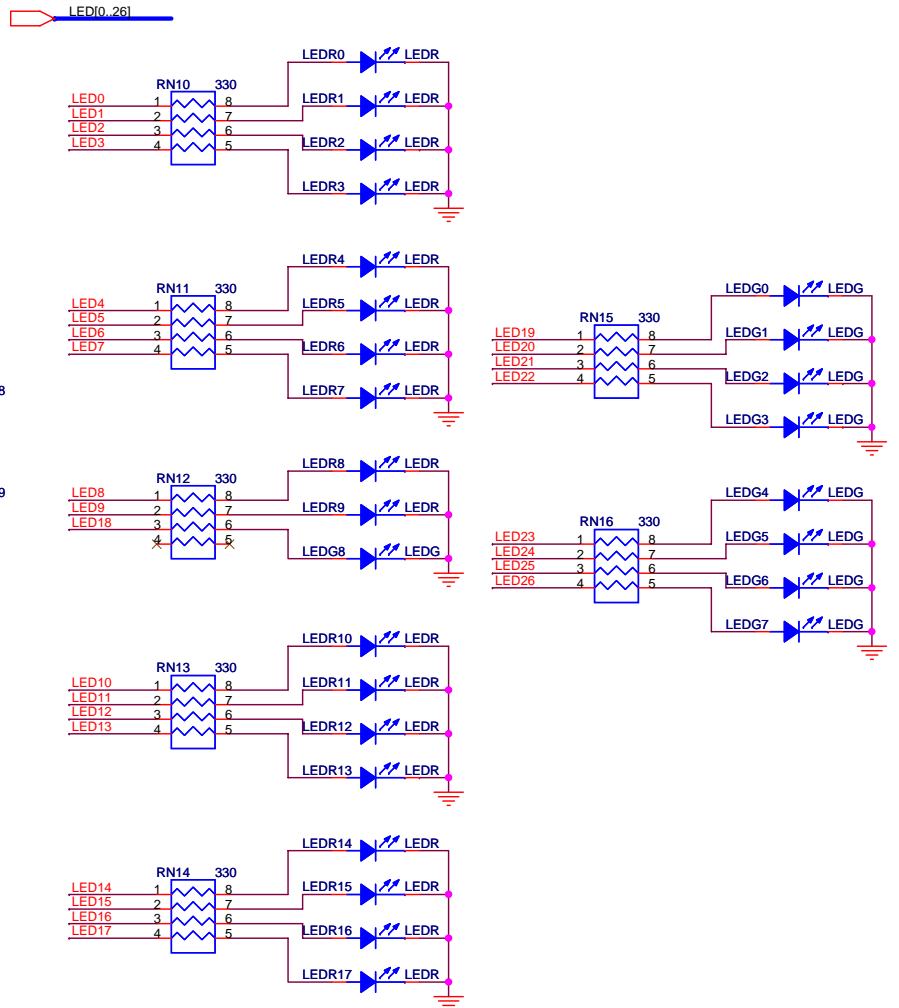 LED[0..26]
LEDR0 LEDR
RN10 330
LED0 1 8 LEDR1 LEDR
LED1 2 7
LED2 3 6 LEDR2 LEDR
LED3 4 5
LEDR3 LEDR
LEDR4 LEDR
RN11 330
LED4 1 8 LEDR5 LEDR
LED5 2 7
LED6 3 6 LEDR6 LEDR
LED7 4 5
LEDR7 LEDR
8
LEDR8 LEDR
RN12 330
9
LED8 1 8
LED9 2 7 LEDR9 LEDR
LED18 3 6
4 5 LEDG8 LEDG
LEDR10 LEDR
RN13 330
LED10 1 8 LEDR11 LEDR
LED11 2 7
LED12 3 6 LEDR12 LEDR
LED13 4 5
LEDR13 LEDR
LEDR14 LEDR
RN14 330
LED14 1 8 LEDR15 LEDR
LED15 2 7
LED16 3 6 LEDR16 LEDR
LED17 4 5
LEDR17 LEDR
LEDG0 LEDG
RN15 330
LED19 1 8 LEDG1 LEDG
LED20 2 7
LED21 3 6 LEDG2 LEDG
LED22 4 5
LEDG3 LEDG
LEDG4 LEDG
RN16 330
LED23 1 8 LEDG5 LEDG
LED24 2 7
LED25 3 6 LEDG6 LEDG
LED26 4 5
LEDG7 LEDG